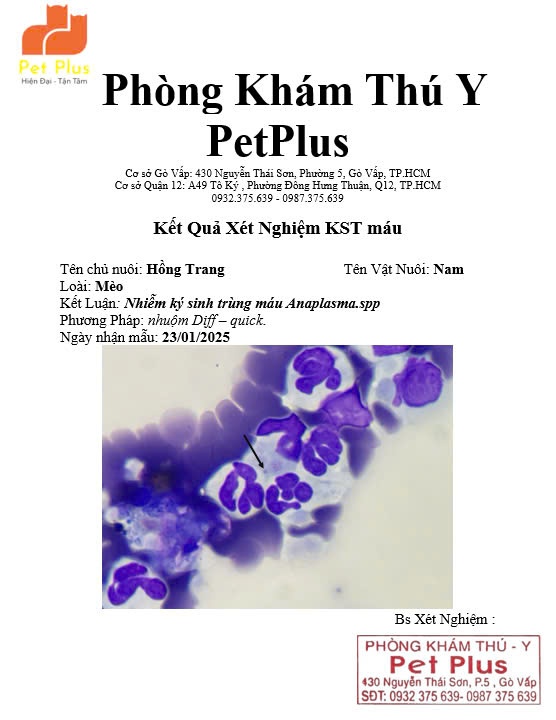 Pet Plus
Hiện Đại - Tận Tâm
Phòng Khám Thú Y
PetPlus
Cơ sở Gò Vấp: 430 Nguyễn Thái Sơn, Phường 5, Gò Vấp, TP.HCM
Cơ sở Quận 12: A49 Tô Ký , Phường Đông Hưng Thuận, Q12, TP.HCM
0932.375.639 - 0987.375.639
Kết Quả Xét Nghiệm KST máu
Tên chủ nuôi: Hồng Trang Tên Vật Nuôi: Nam
Loài: Mèo
Kết Luận: Nhiễm ký sinh trùng máu Anaplasma.spp
Phương Pháp: nhuộm Diff – quick.
Ngày nhận mẫu: 23/01/2025
Bs Xét Nghiệm :
PHÒNG KHÁM THÚ - Y
Pet Plus
430 Nguyễn Thái Sơn, P.5 , Gò Vấp
SĐT: 0932 375 639- 0987 375 639